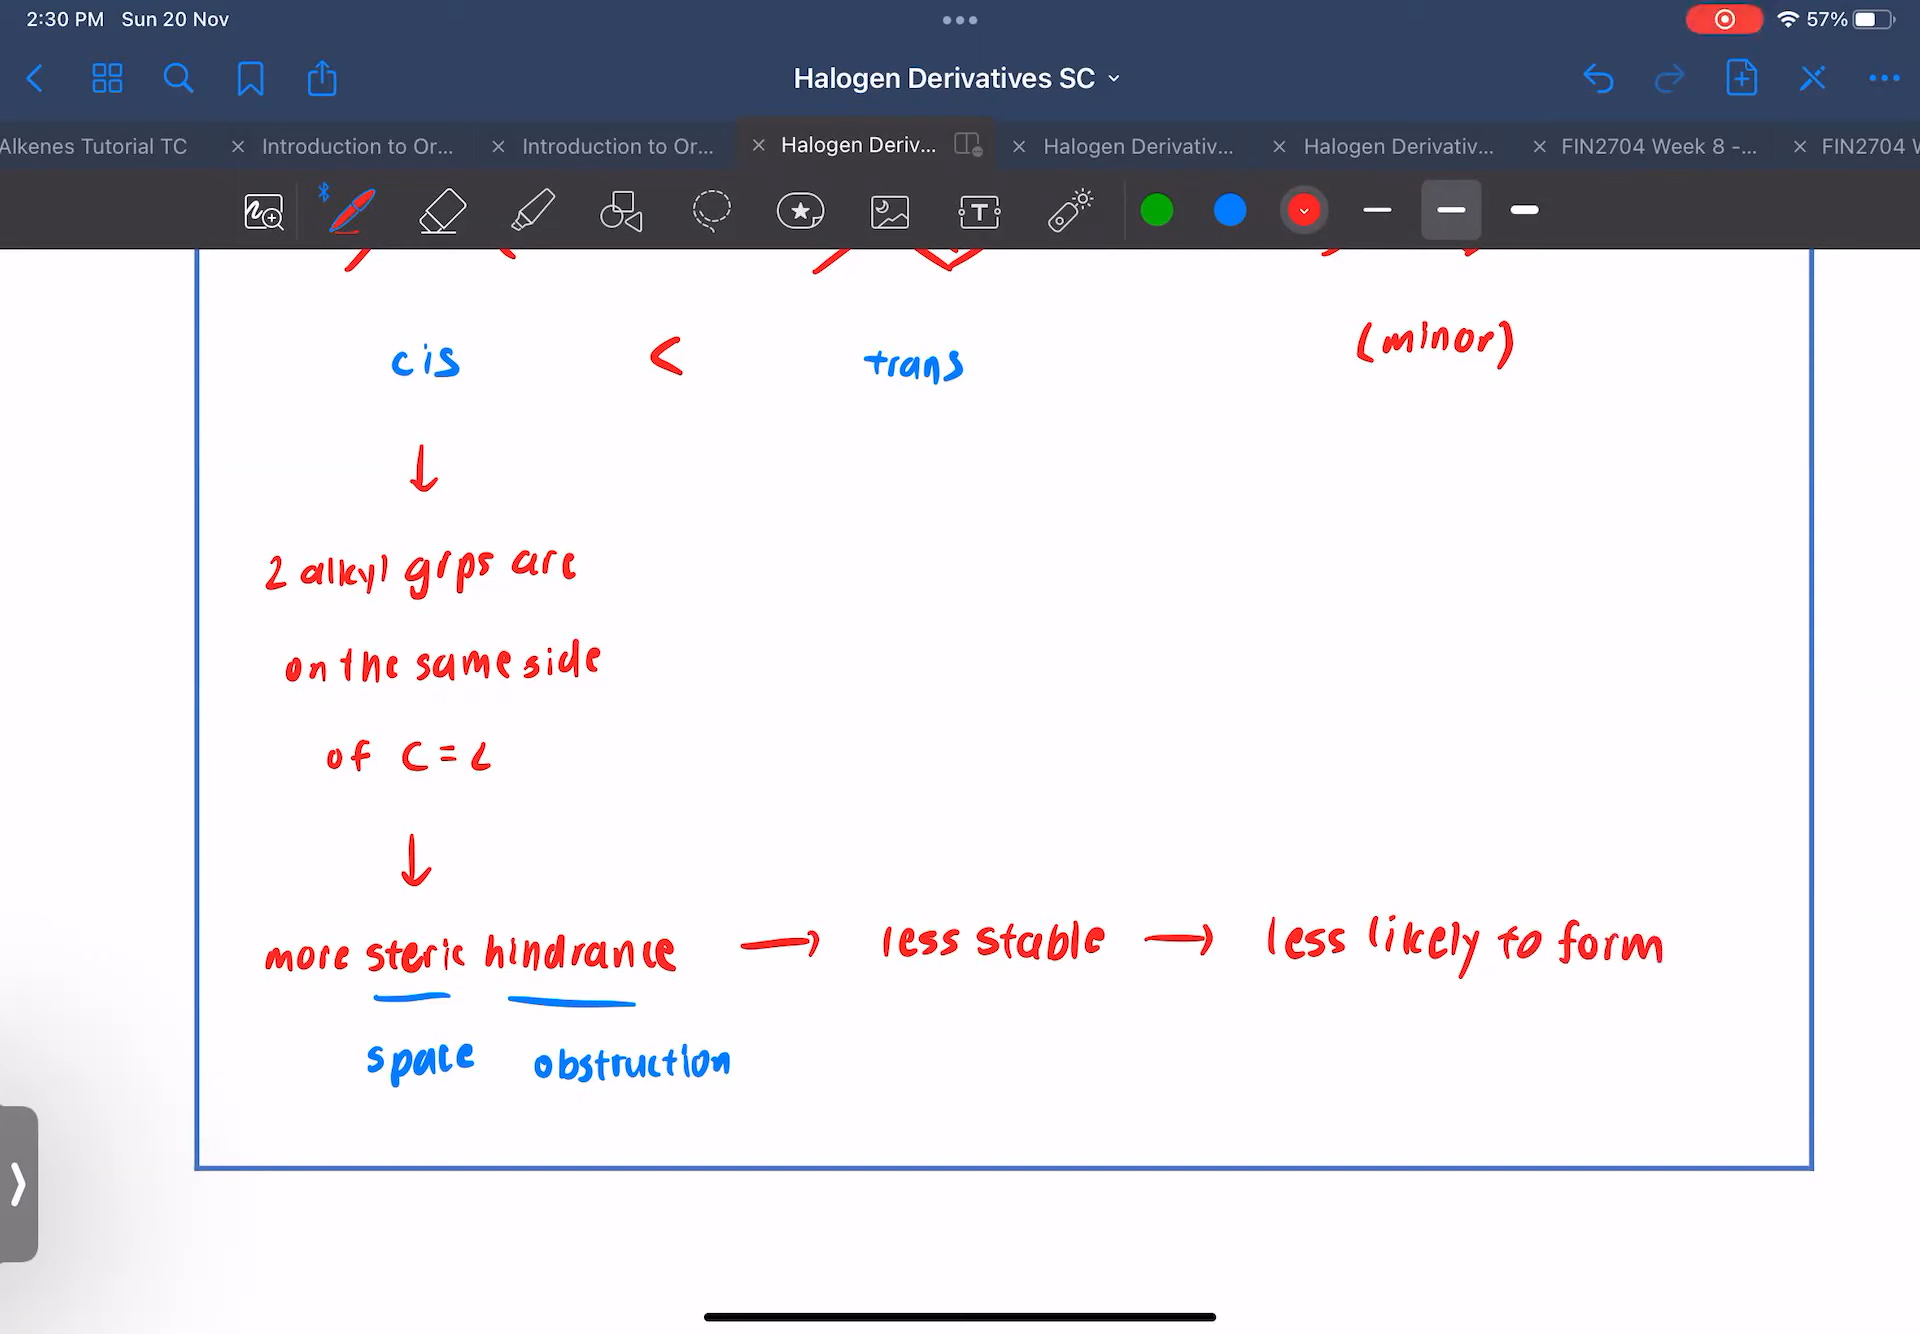 2:30 PM Sun 20 Nov
57%
Halogen Derivatives SC
Alkenes Tutorial TC
Introduction to Or...
Introduction to Or...
Halogen Deriv...
Halogen Derivativ...
Halogen Derivativ...
FIN2704 Week 8 -...
FIN2704 W
cis < trans (minor)
↓
2 alkyl grps are
on the same side
of C = C
↓
more steric hindrance → less stable → less likely to form
space obstruction